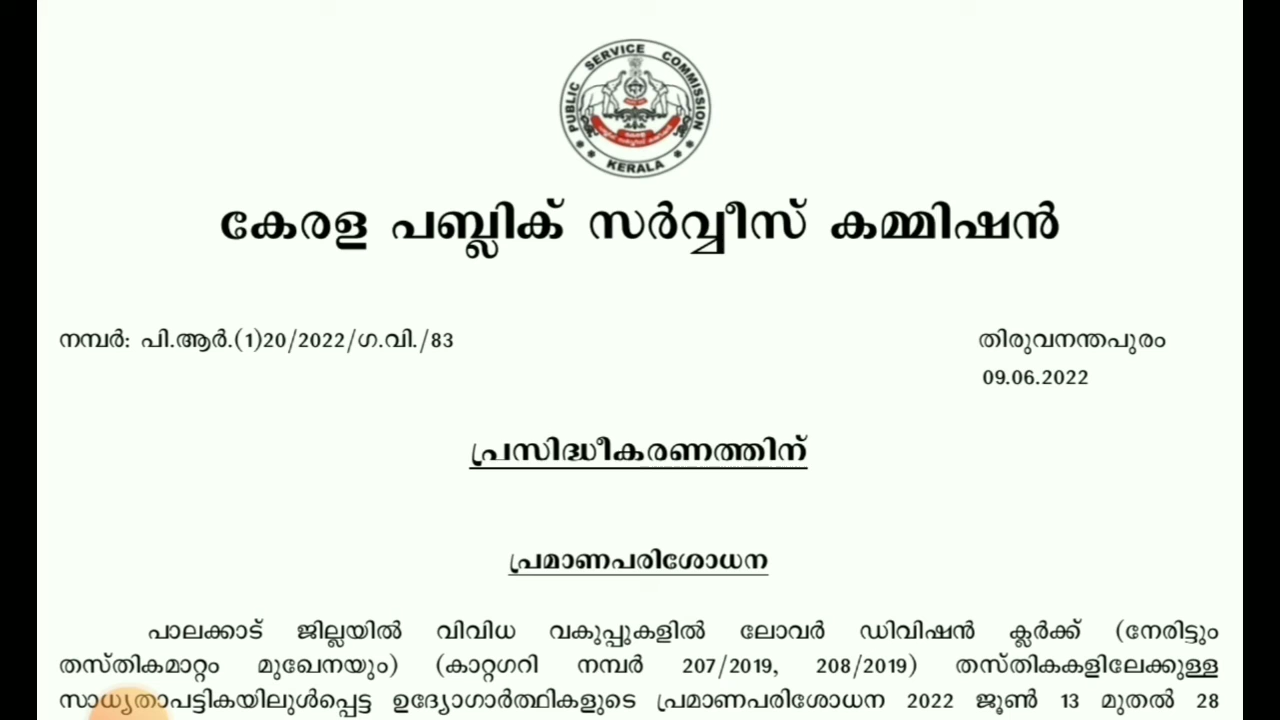 PUBLIC SERVICE COMMISSION
KERALA
കേരള പബ്ലിക് സർവ്വീസ് കമ്മിഷൻ
നമ്പർ: പി.ആർ.(1)20/2022/ഗ.വി./83
തിരുവനന്തപുരം
09.06.2022
പ്രസിദ്ധീകരണത്തിന്
പ്രമാണപരിശോധന
പാലക്കാട് ജില്ലയിൽ വിവിധ വകുപ്പുകളിൽ ലോവർ ഡിവിഷൻ ക്ലർക്ക് (നേരിട്ടും
തസ്തികമാറ്റം മുഖേനയും) (കാറ്റഗറി നമ്പർ 207/2019, 208/2019) തസ്തികകളിലേക്കുള്ള
സാധ്യതാപട്ടികയിലുൾപ്പെട്ട ഉദ്യോഗാർത്ഥികളുടെ പ്രമാണപരിശോധന 2022 ജൂൺ 13 മുതൽ 28